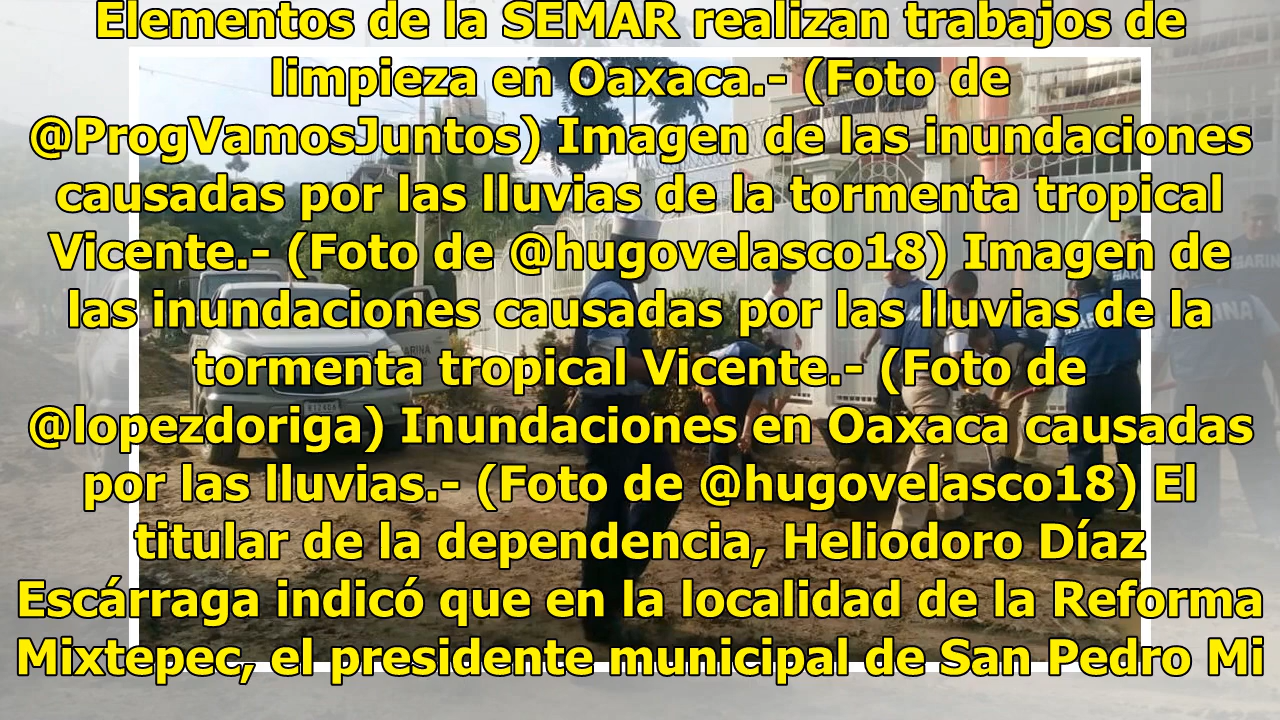 Elementos de la SEMAR realizan trabajos de
limpieza en Oaxaca.- (Foto de
@ProgVamosJuntos) Imagen de las inundaciones
causadas por las lluvias de la tormenta tropical
Vicente.- (Foto de @hugovelasco18) Imagen de
las inundaciones causadas por las lluvias de la
tormenta tropical Vicente.- (Foto de
@lopezdoriga) Inundaciones en Oaxaca causadas
por las lluvias.- (Foto de @hugovelasco18) El
titular de la dependencia, Heliodoro Díaz
Escárraga indicó que en la localidad de la Reforma
Mixtepec, el presidente municipal de San Pedro Mi
MARINA